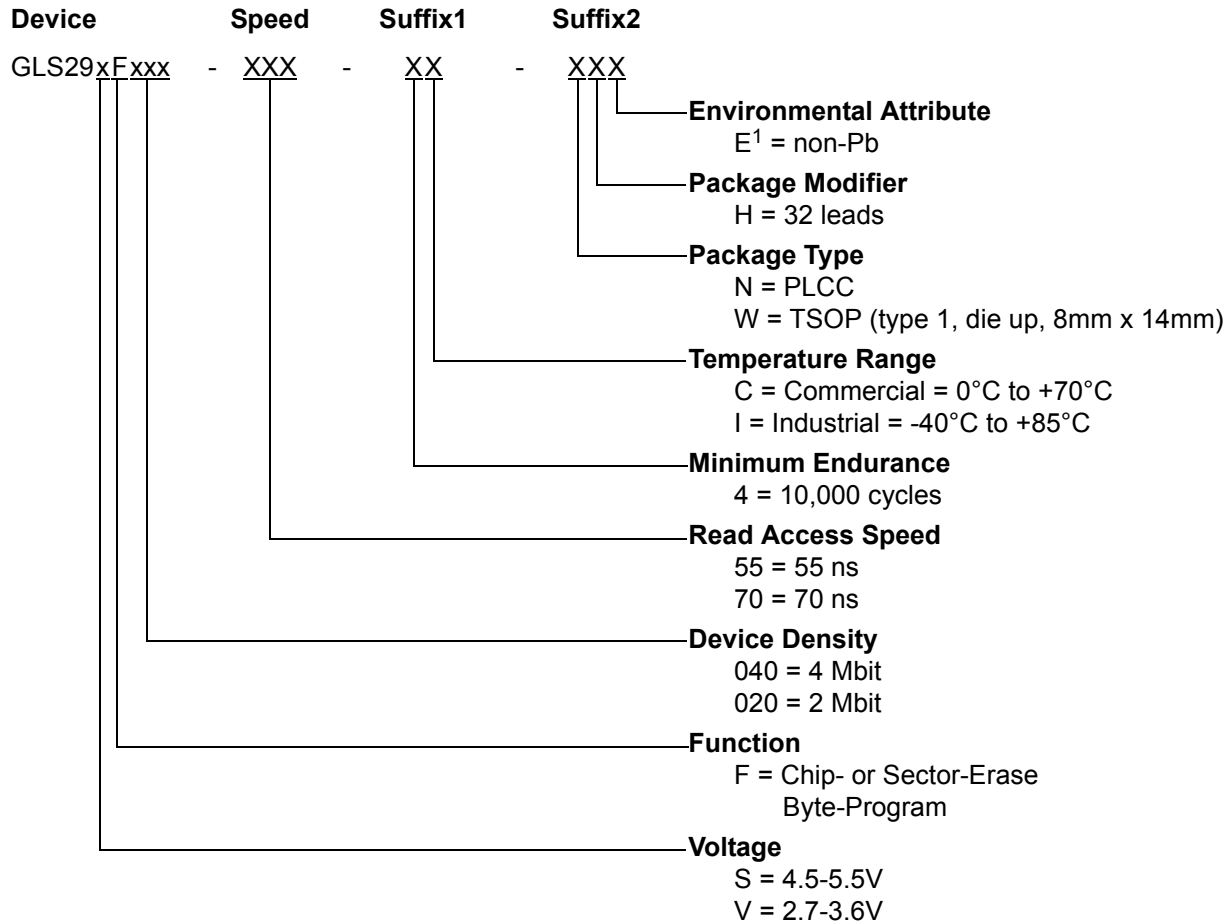 Device Speed Suffix1 Suffix2
GLS29xFxxx - XXX - XX - XXX
Environmental Attribute
E1 = non-Pb
Package Modifier
H = 32 leads
Package Type
N = PLCC
W = TSOP (type 1, die up, 8mm x 14mm)
Temperature Range
C = Commercial = 0°C to +70°C
I = Industrial = -40°C to +85°C
Minimum Endurance
4 = 10,000 cycles
Read Access Speed
55 = 55 ns
70 = 70 ns
Device Density
040 = 4 Mbit
020 = 2 Mbit
Function
F = Chip- or Sector-Erase
Byte-Program
Voltage
S = 4.5-5.5V
V = 2.7-3.6V